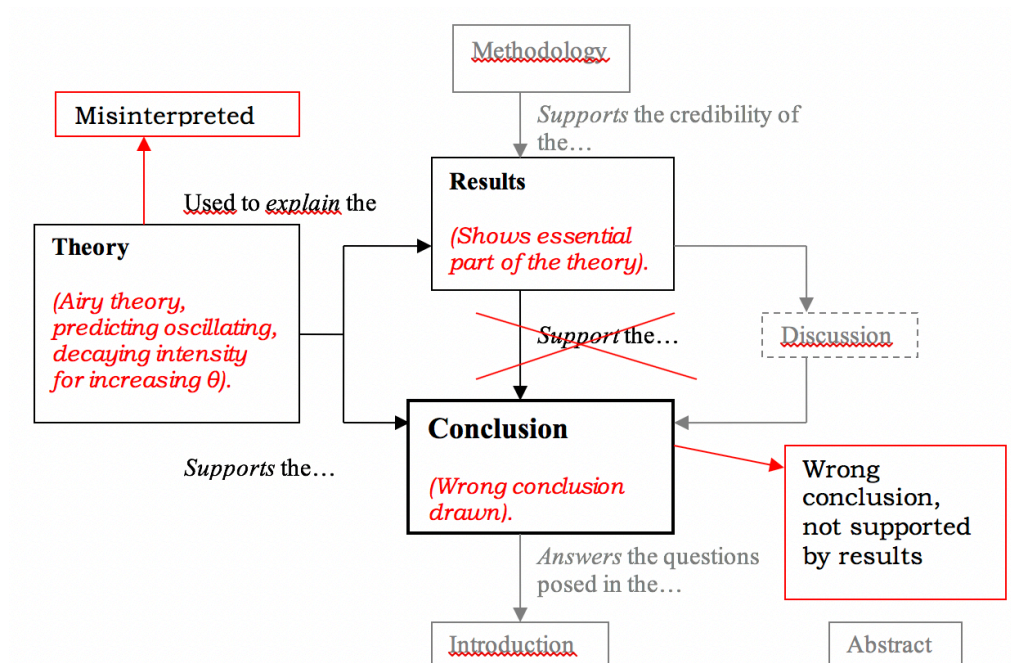 Methodology
Misinterpreted
Supports the credibility of
the…
Used to explain the
Results
(Shows essential
part of the theory).
Theory
(Airy theory,
predicting oscillating,
decaying intensity
for increasing θ).
Support the…
Discussion
Conclusion
(Wrong conclusion
drawn).
Supports the…
Wrong
conclusion,
not supported
by results
Answers the questions
posed in the…
Introduction
Abstract